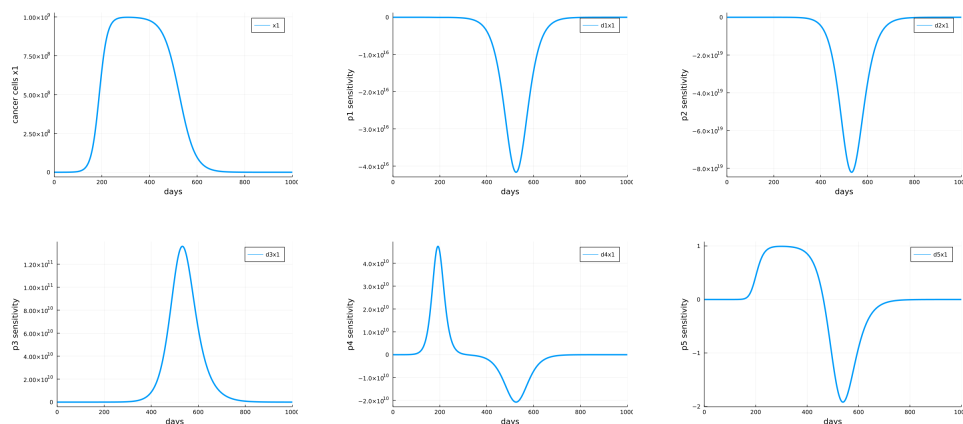 1.00×10⁹
7.50×10⁸
5.00×10⁸
2.50×10⁸
0
cancer cells x1
x1
0 200 400 600 800 1000
days
0
−1.0×10¹⁶
−2.0×10¹⁶
−3.0×10¹⁶
−4.0×10¹⁶
p1 sensitivity
d1x1
0 200 400 600 800 100
days
0
−2.0×10¹⁹
−4.0×10¹⁹
−6.0×10¹⁹
−8.0×10¹⁹
p2 sensitivity
d2x1
0 200 400 600 800 100
days
1.20×10¹¹
1.00×10¹¹
8.00×10¹⁰
6.00×10¹⁰
4.00×10¹⁰
2.00×10¹⁰
0
p3 sensitivity
d3x1
0 200 400 600 800 100
days
4.0×10¹⁰
3.0×10¹⁰
2.0×10¹⁰
1.0×10¹⁰
0
−1.0×10¹⁰
−2.0×10¹⁰
p4 sensitivity
d4x1
0 200 400 600 800 100
days
1
0
−1
−2
p5 sensitivity
d5x1
0 200 400 600 800 100
days